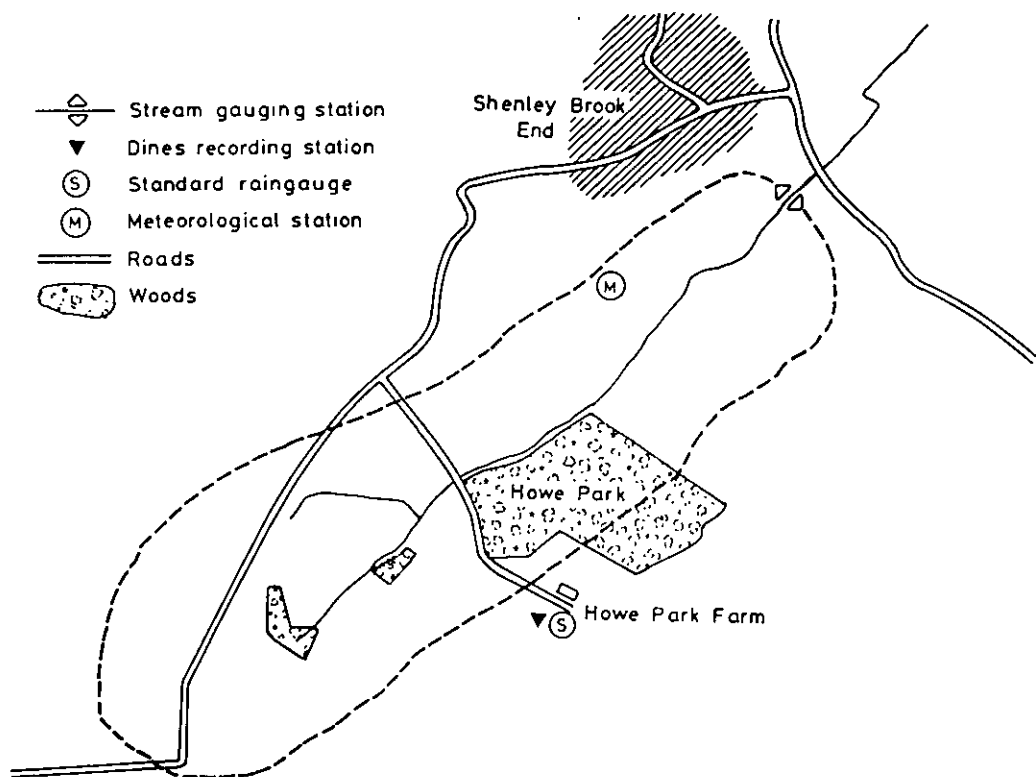 Shenley Brook
End
Stream gauging station
Dines recording station
S Standard raingauge
M Meteorological station
Roads
Woods
M
Howe Park
Howe Park Farm
S